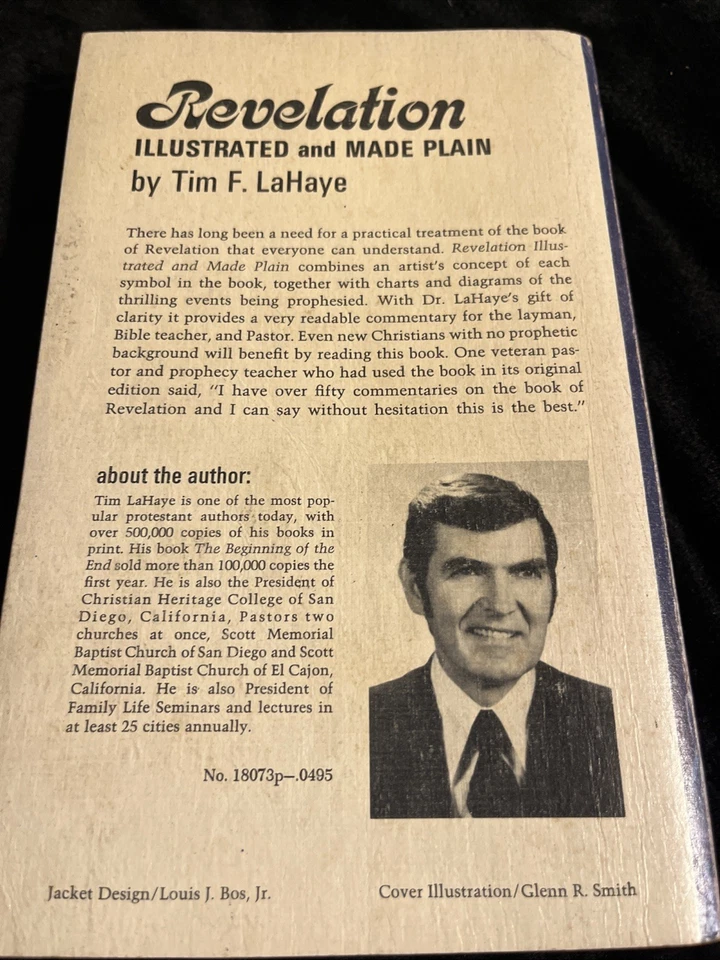 Revelation
ILLUSTRATED and MADE PLAIN
by Tim F. LaHaye
There has long been a need for a practical treatment of the book
of Revelation that everyone can understand. Revelation Illus-
trated and Made Plain combines an artist's concept of each
symbol in the book, together with charts and diagrams of the
thrilling events being prophesied. With Dr. LaHaye's gift of
clarity it provides a very readable commentary for the layman,
Bible teacher, and Pastor. Even new Christians with no prophetic
background will benefit by reading this book. One veteran pas-
tor and prophecy teacher who had used the book in its original
edition said, "I have over fifty commentaries on the book of
Revelation and I can say without hesitation this is the best."
about the author:
Tim LaHaye is one of the most pop-
ular protestant authors today, with
over 500,000 copies of his books in
print. His book The Beginning of the
End sold more than 100,000 copies the
first year. He is also the President of
Christian Heritage College of San
Diego, California, Pastors two
churches at once, Scott Memorial
Baptist Church of San Diego and Scott
Memorial Baptist Church of El Cajon,
California. He is also President of
Family Life Seminars and lectures in
at least 25 cities annually.
No. 18073p—.0495
Jacket Design/Louis J. Bos, Jr.
Cover Illustration/Glenn R. Smith